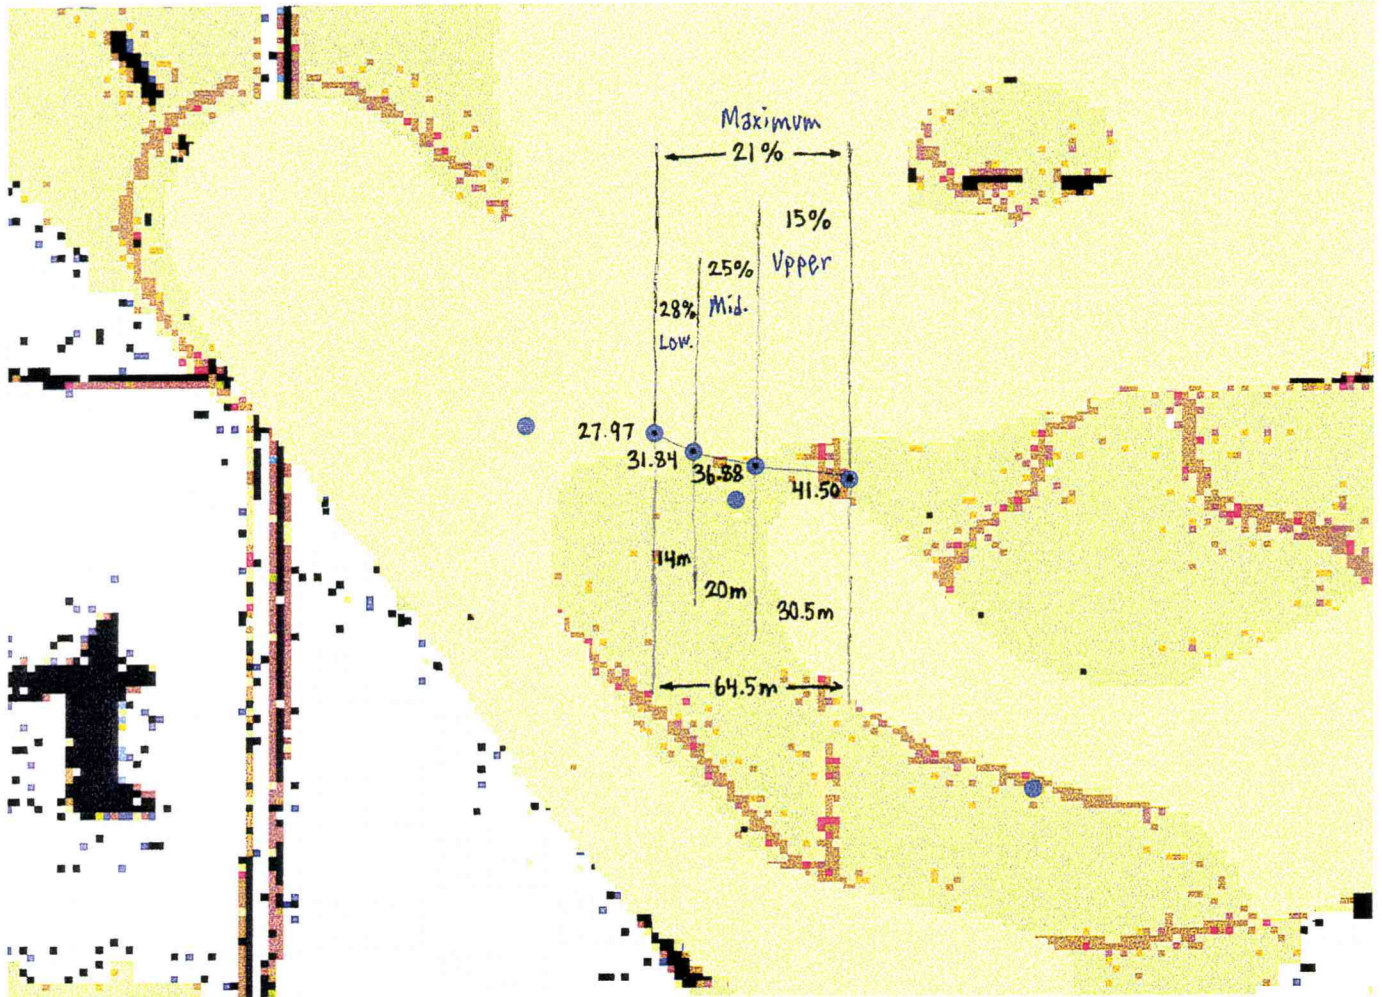 Maximum
21%
15%
Upper
25%
Mid.
28%
Low.
27.97
31.84
36.88
41.50
14m
20m
30.5m
64.5m
t